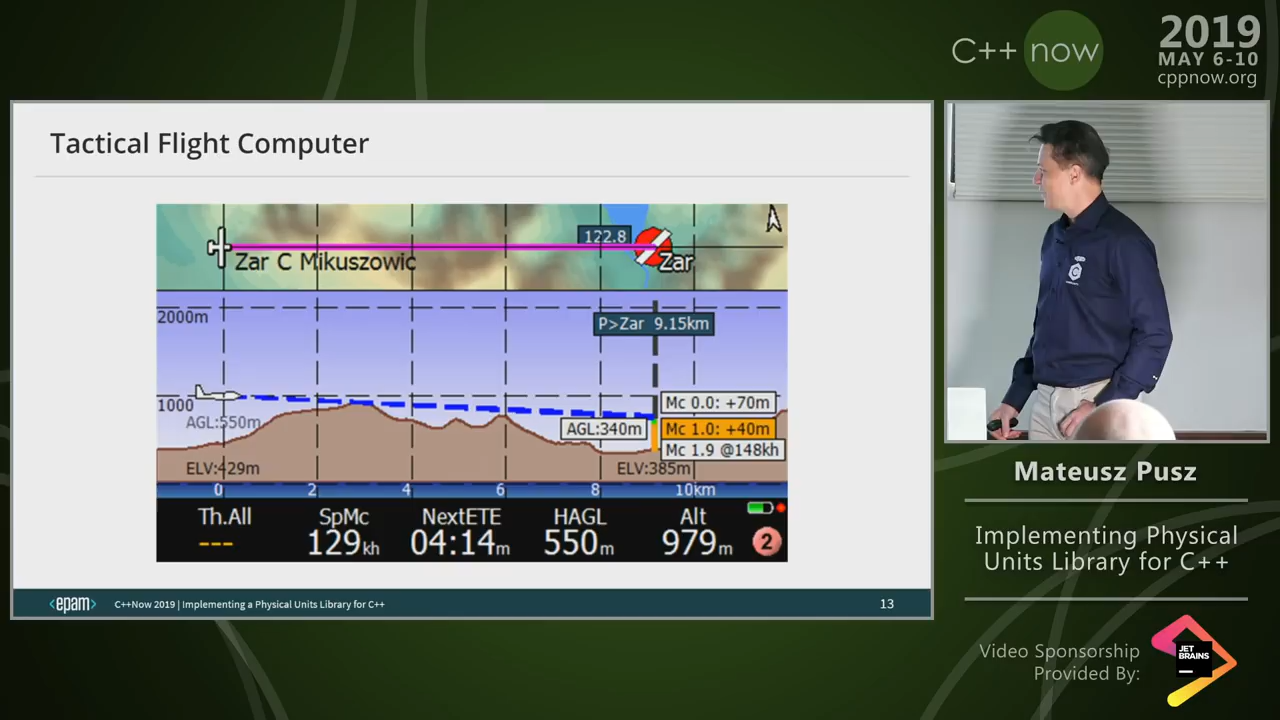 C++ now
2019
MAY 6-10
cppnow.org
Tactical Flight Computer
122.8
Zar C Mikuszowic
Zar
2000m
P>Zar 9.15km
1000
Mc 0.0: +70m
AGL:550m
AGL:340m
Mc 1.0: +40m
Mc 1.9 @148kh
ELV:429m
ELV:385m
0 2 4 6 8 10km
Th.All SpMc NextETE HAGL Alt
--- 129kh 04:14m 550m 979m 2
<epam> C++Now 2019 | Implementing a Physical Units Library for C++ 13
Mateusz Pusz
Implementing Physical
Units Library for C++
Video Sponsorship
Provided By:
JET
BRAINS